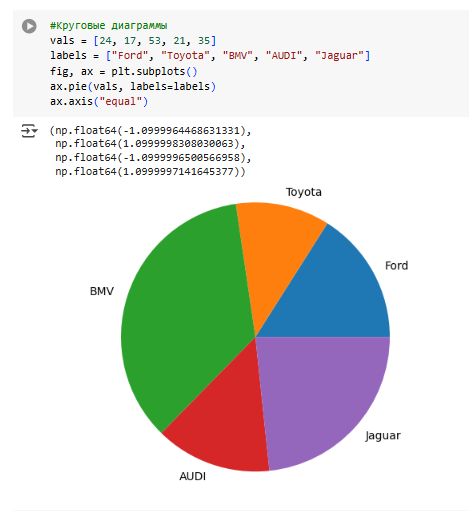 #Круговые диаграммы
vals = [24, 17, 53, 21, 35]
labels = ["Ford", "Toyota", "BMV", "AUDI", "Jaguar"]
fig, ax = plt.subplots()
ax.pie(vals, labels=labels)
ax.axis("equal")
(np.float64(-1.0999964468631331),
np.float64(1.0999998308030063),
np.float64(-1.0999996500566958),
np.float64(1.0999997141645377))
Toyota
Ford
BMV
Jaguar
AUDI